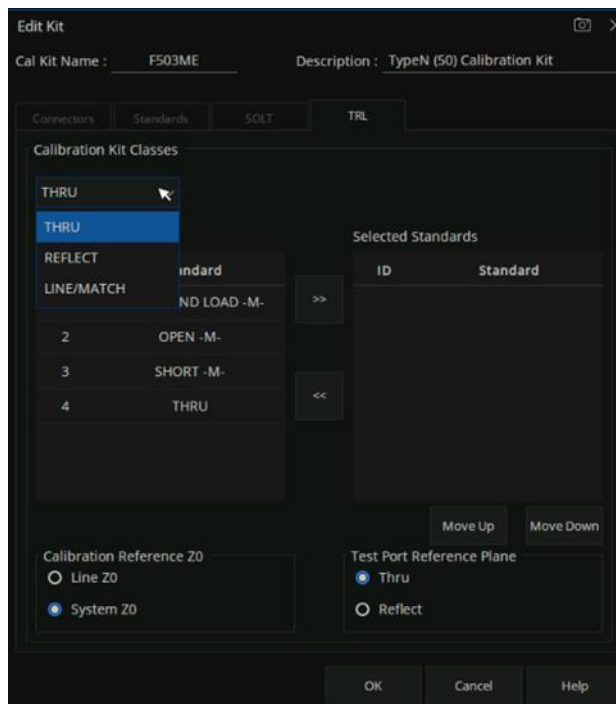 Edit Kit
Cal Kit Name : F503ME Description : TypeN (50) Calibration Kit
Connectors Standards SOLT TRL
Calibration Kit Classes
THRU
THRU
REFLECT
LINE/MATCH
Selected Standards
ID Standard
ND LOAD -M-
>>
2 OPEN -M-
3 SHORT -M-
<<
4 THRU
Move Up Move Down
Calibration Reference Z0
Line Z0
System Z0
Test Port Reference Plane
Thru
Reflect
OK Cancel Help